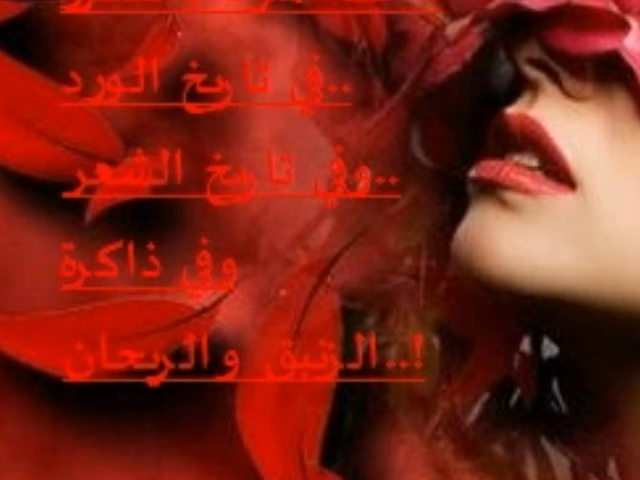 ..في تاريخ الورد
..وفي تاريخ الشعر
وفي ذاكرة
!..الزنبق والريحان